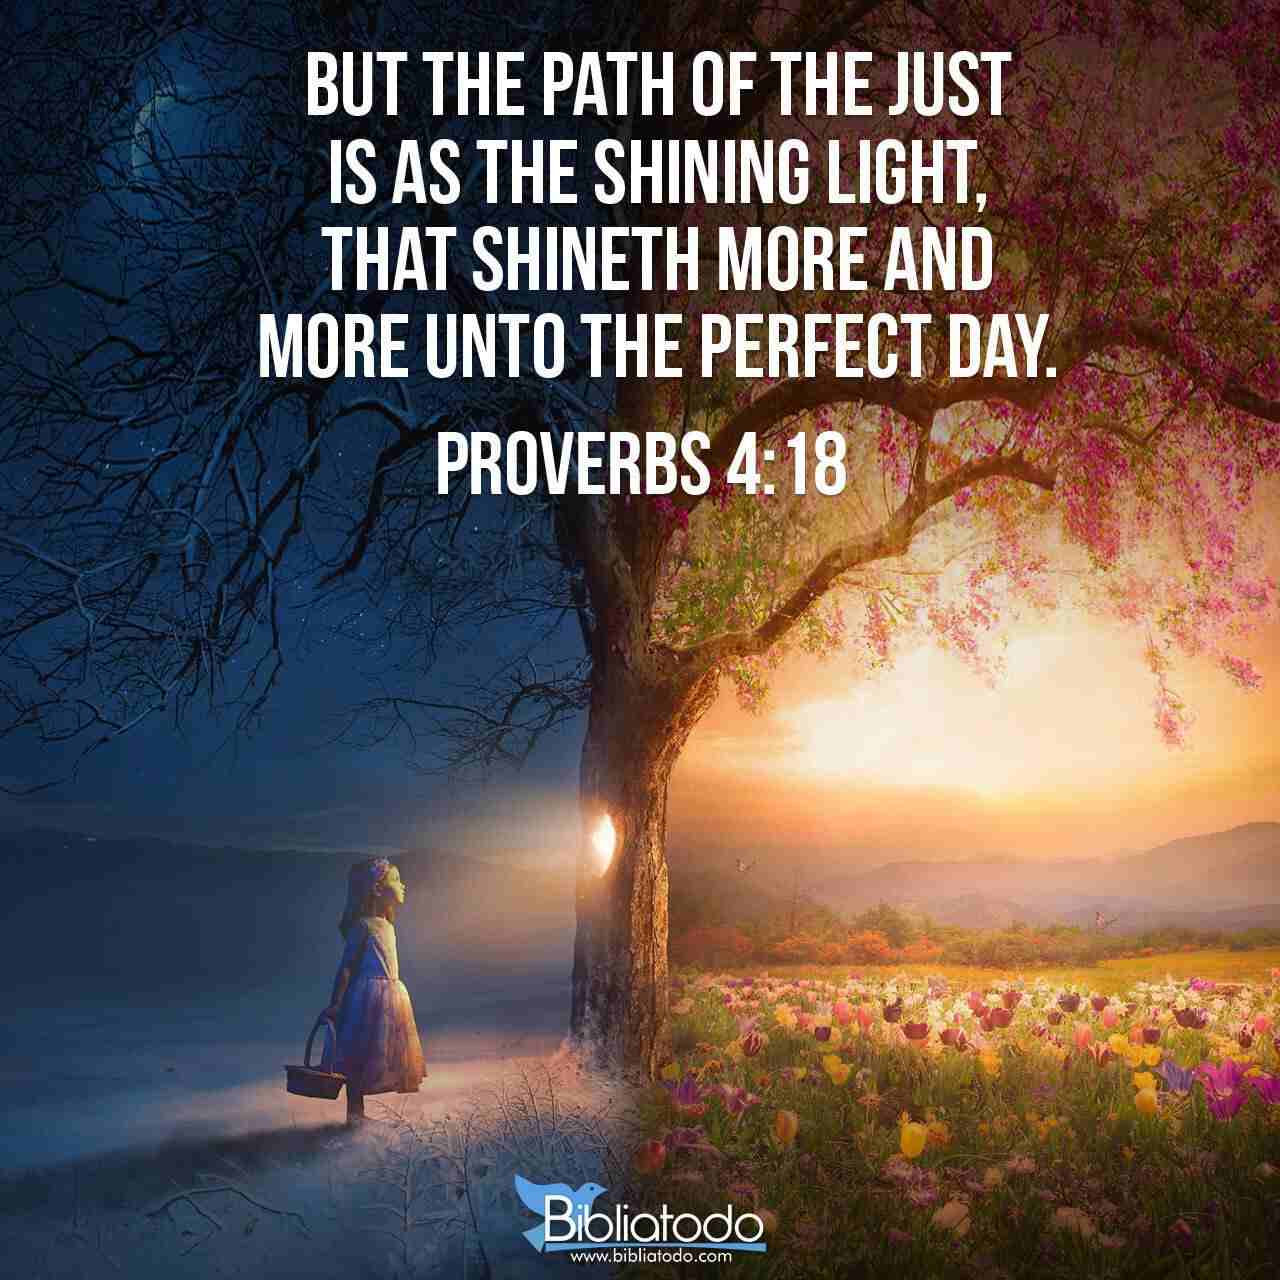 BUT THE PATH OF THE JUST
IS AS THE SHINING LIGHT,
THAT SHINETH MORE AND
MORE UNTO THE PERFECT DAY.
PROVERBS 4:18
Bibliatodo
www.bibliatodo.com